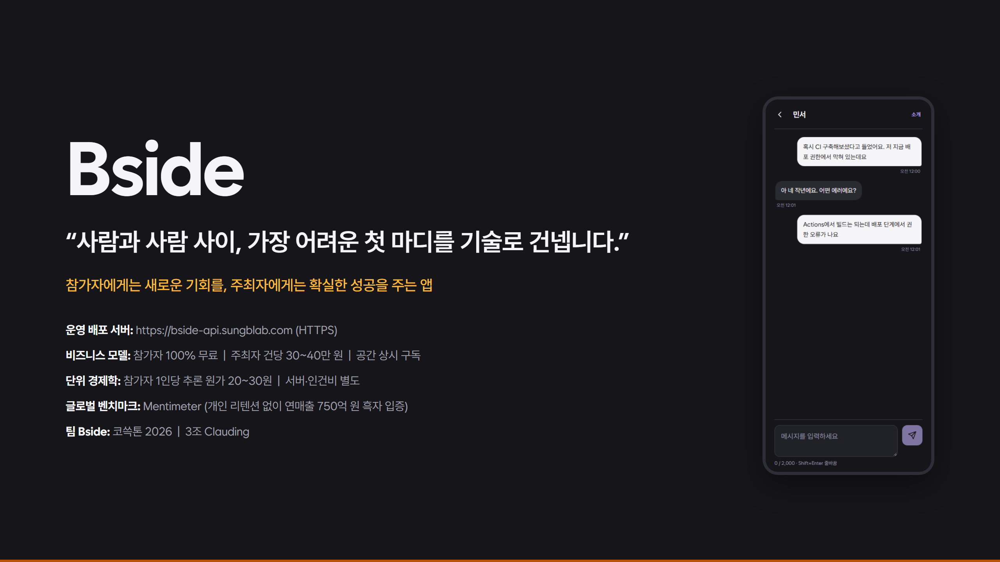 Bside
“사람과 사람 사이, 가장 어려운 첫 마디를 기술로 건넵니다.”
참가자에게는 새로운 기회를, 주최자에게는 확실한 성공을 주는 앱
운영 배포 서버: https://bside-api.sungblab.com (HTTPS)
비즈니스 모델: 참가자 100% 무료 | 주최자 건당 30~40만 원 | 공간 상시 구독
단위 경제학: 참가자 1인당 추론 원가 20~30원 | 서버·인건비 별도
글로벌 벤치마크: Mentimeter (개인 리텐션 없이 연매출 750억 원 흑자 입증)
팀 Bside: 코쓱톤 2026 | 3조 Clauding
민서
소개
혹시 CI 구축해보셨다고 들었어요. 저 지금 배
포 권한에서 막혀 있는데요
오전 12:00
아 네 작년에요. 어떤 에러예요?
오전 12:01
Actions에서 빌드는 되는데 배포 단계에서 권
한 오류가 나요
오전 12:01
메시지를 입력하세요
0 / 2,000 · Shift+Enter 줄바꿈